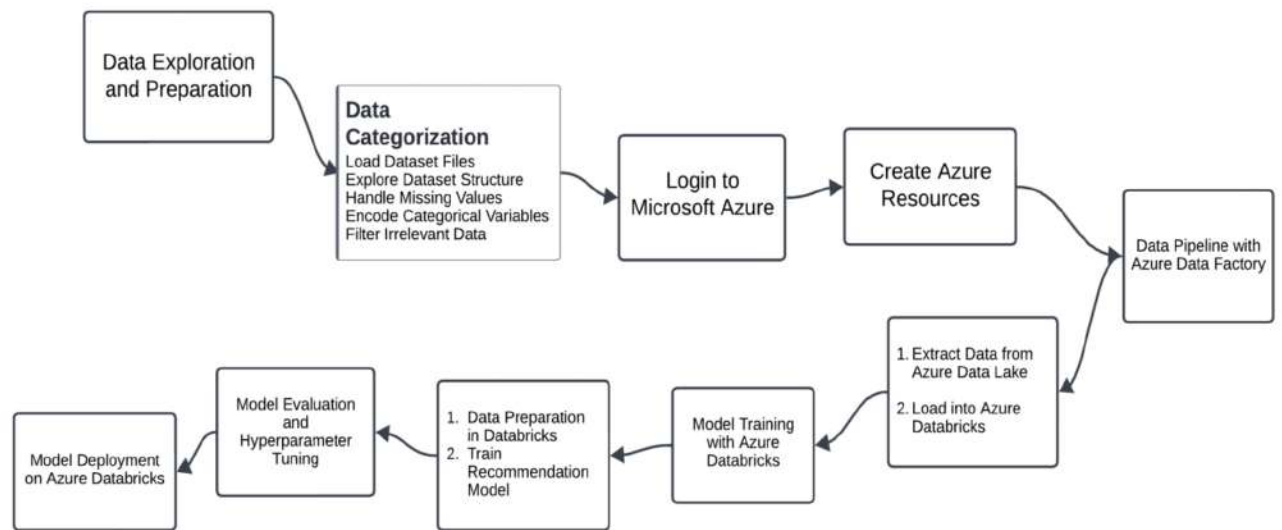 Data Exploration
and Preparation
Data
Categorization
Load Dataset Files
Explore Dataset Structure
Handle Missing Values
Encode Categorical Variables
Filter Irrelevant Data
Login to
Microsoft Azure
Create Azure
Resources
Data Pipeline with
Azure Data Factory
1. Extract Data from
Azure Data Lake
2. Load into Azure
Databricks
Model Training
with Azure
Databricks
1. Data Preparation
in Databricks
2. Train
Recommendation
Model
Model Evaluation
and
Hyperparameter
Tuning
Model Deployment
on Azure Databricks